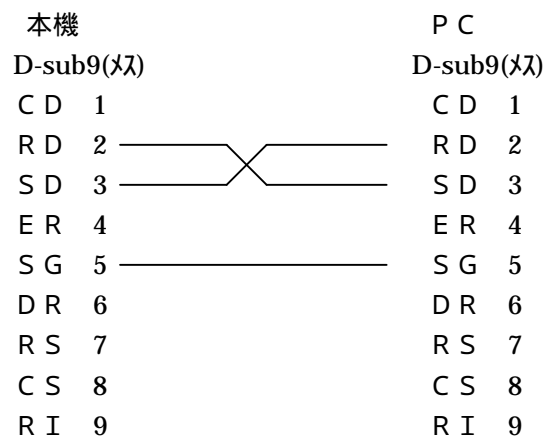 本機 ＰＣ
D-sub9(ﾒｽ) D-sub9(ﾒｽ)
ＣＤ 1 ＣＤ 1
ＲＤ 2 ＲＤ 2
ＳＤ 3 ＳＤ 3
ＥＲ 4 ＥＲ 4
ＳＧ 5 ＳＧ 5
ＤＲ 6 ＤＲ 6
ＲＳ 7 ＲＳ 7
ＣＳ 8 ＣＳ 8
ＲＩ 9 ＲＩ 9